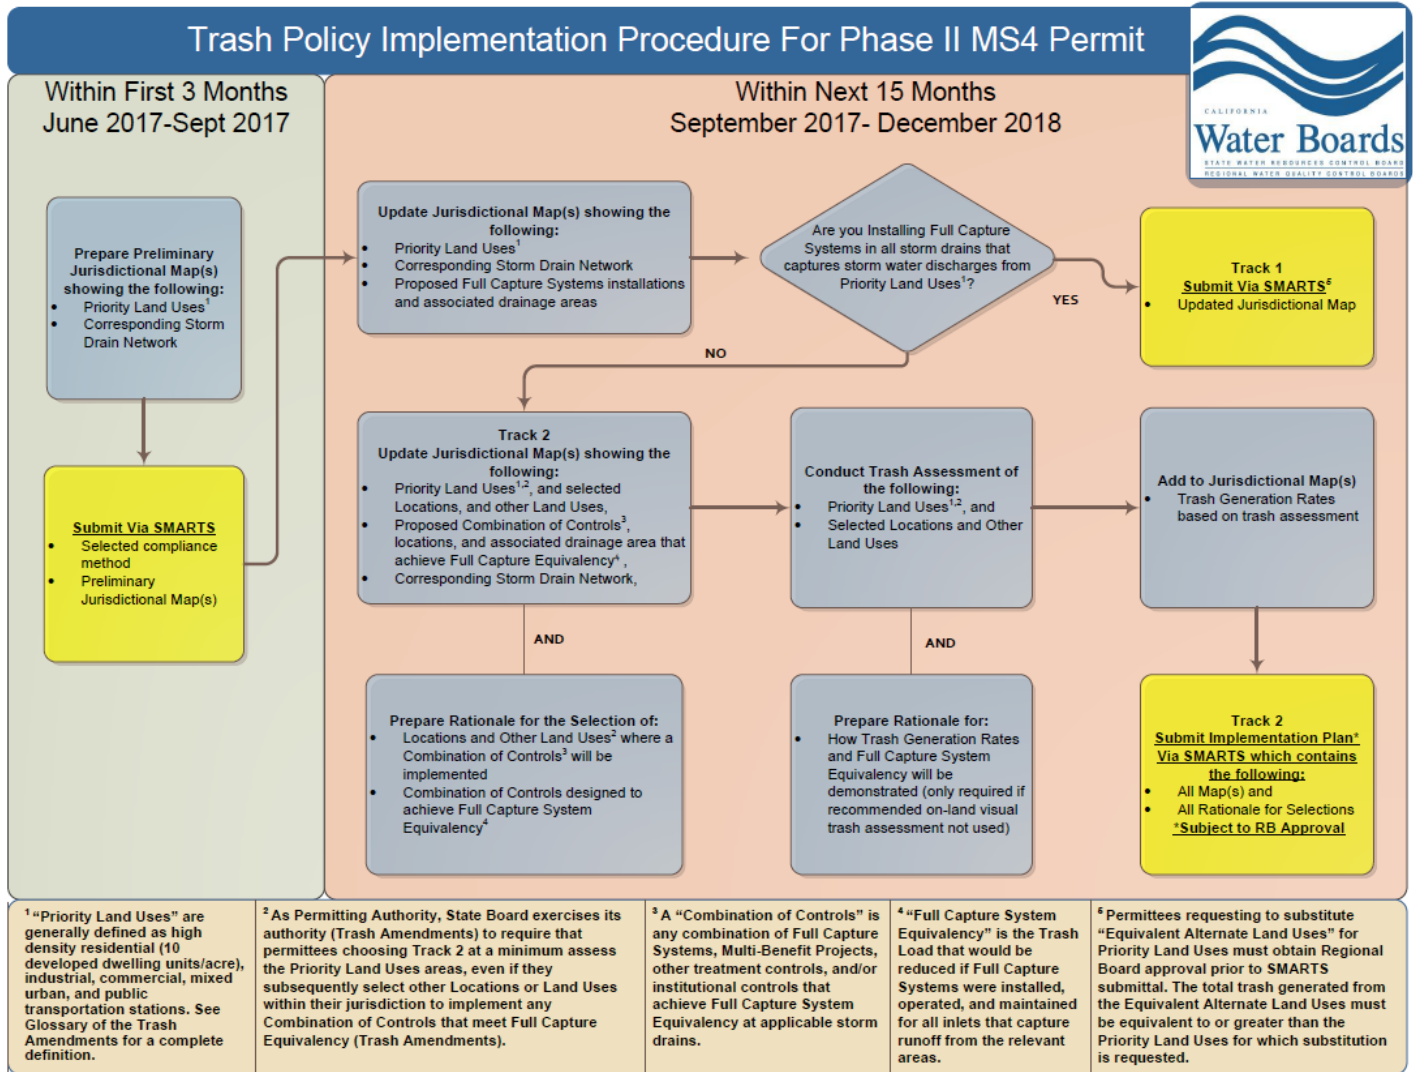 Trash Policy Implementation Procedure For Phase II MS4 Permit
CALIFORNIA
Water Boards
STATE WATER RESOURCES CONTROL BOARD
REGIONAL WATER QUALITY CONTROL BOARDS
Within First 3 Months
June 2017-Sept 2017
Within Next 15 Months
September 2017- December 2018
Prepare Preliminary
Jurisdictional Map(s)
showing the following:
• Priority Land Uses¹
• Corresponding Storm
Drain Network
Submit Via SMARTS
• Selected compliance
method
• Preliminary
Jurisdictional Map(s)
Update Jurisdictional Map(s) showing the
following:
• Priority Land Uses¹
• Corresponding Storm Drain Network
• Proposed Full Capture Systems installations
and associated drainage areas
Are you Installing Full Capture
Systems in all storm drains that
captures storm water discharges from
Priority Land Uses¹?
YES
NO
Track 1
Submit Via SMARTS⁵
• Updated Jurisdictional Map
Track 2
Update Jurisdictional Map(s) showing the
following:
• Priority Land Uses¹,², and selected
Locations, and other Land Uses,
• Proposed Combination of Controls³,
locations, and associated drainage area that
achieve Full Capture Equivalency⁴ ,
• Corresponding Storm Drain Network,
Conduct Trash Assessment of
the following:
• Priority Land Uses¹,², and
• Selected Locations and Other
Land Uses
Add to Jurisdictional Map(s)
• Trash Generation Rates
based on trash assessment
AND
AND
Prepare Rationale for the Selection of:
• Locations and Other Land Uses² where a
Combination of Controls³ will be
implemented
• Combination of Controls designed to
achieve Full Capture System
Equivalency⁴
Prepare Rationale for:
• How Trash Generation Rates
and Full Capture System
Equivalency will be
demonstrated (only required if
recommended on-land visual
trash assessment not used)
Track 2
Submit Implementation Plan*
Via SMARTS which contains
the following:
• All Map(s) and
• All Rationale for Selections
*Subject to RB Approval
¹ “Priority Land Uses” are
generally defined as high
density residential (10
developed dwelling units/acre),
industrial, commercial, mixed
urban, and public
transportation stations. See
Glossary of the Trash
Amendments for a complete
definition.
² As Permitting Authority, State Board exercises its
authority (Trash Amendments) to require that
permittees choosing Track 2 at a minimum assess
the Priority Land Uses areas, even if they
subsequently select other Locations or Land Uses
within their jurisdiction to implement any
Combination of Controls that meet Full Capture
Equivalency (Trash Amendments).
³ A “Combination of Controls” is
any combination of Full Capture
Systems, Multi-Benefit Projects,
other treatment controls, and/or
institutional controls that
achieve Full Capture System
Equivalency at applicable storm
drains.
⁴ “Full Capture System
Equivalency” is the Trash
Load that would be
reduced if Full Capture
Systems were installed,
operated, and maintained
for all inlets that capture
runoff from the relevant
areas.
⁵ Permittees requesting to substitute
“Equivalent Alternate Land Uses” for
Priority Land Uses must obtain Regional
Board approval prior to SMARTS
submittal. The total trash generated from
the Equivalent Alternate Land Uses must
be equivalent to or greater than the
Priority Land Uses for which substitution
is requested.